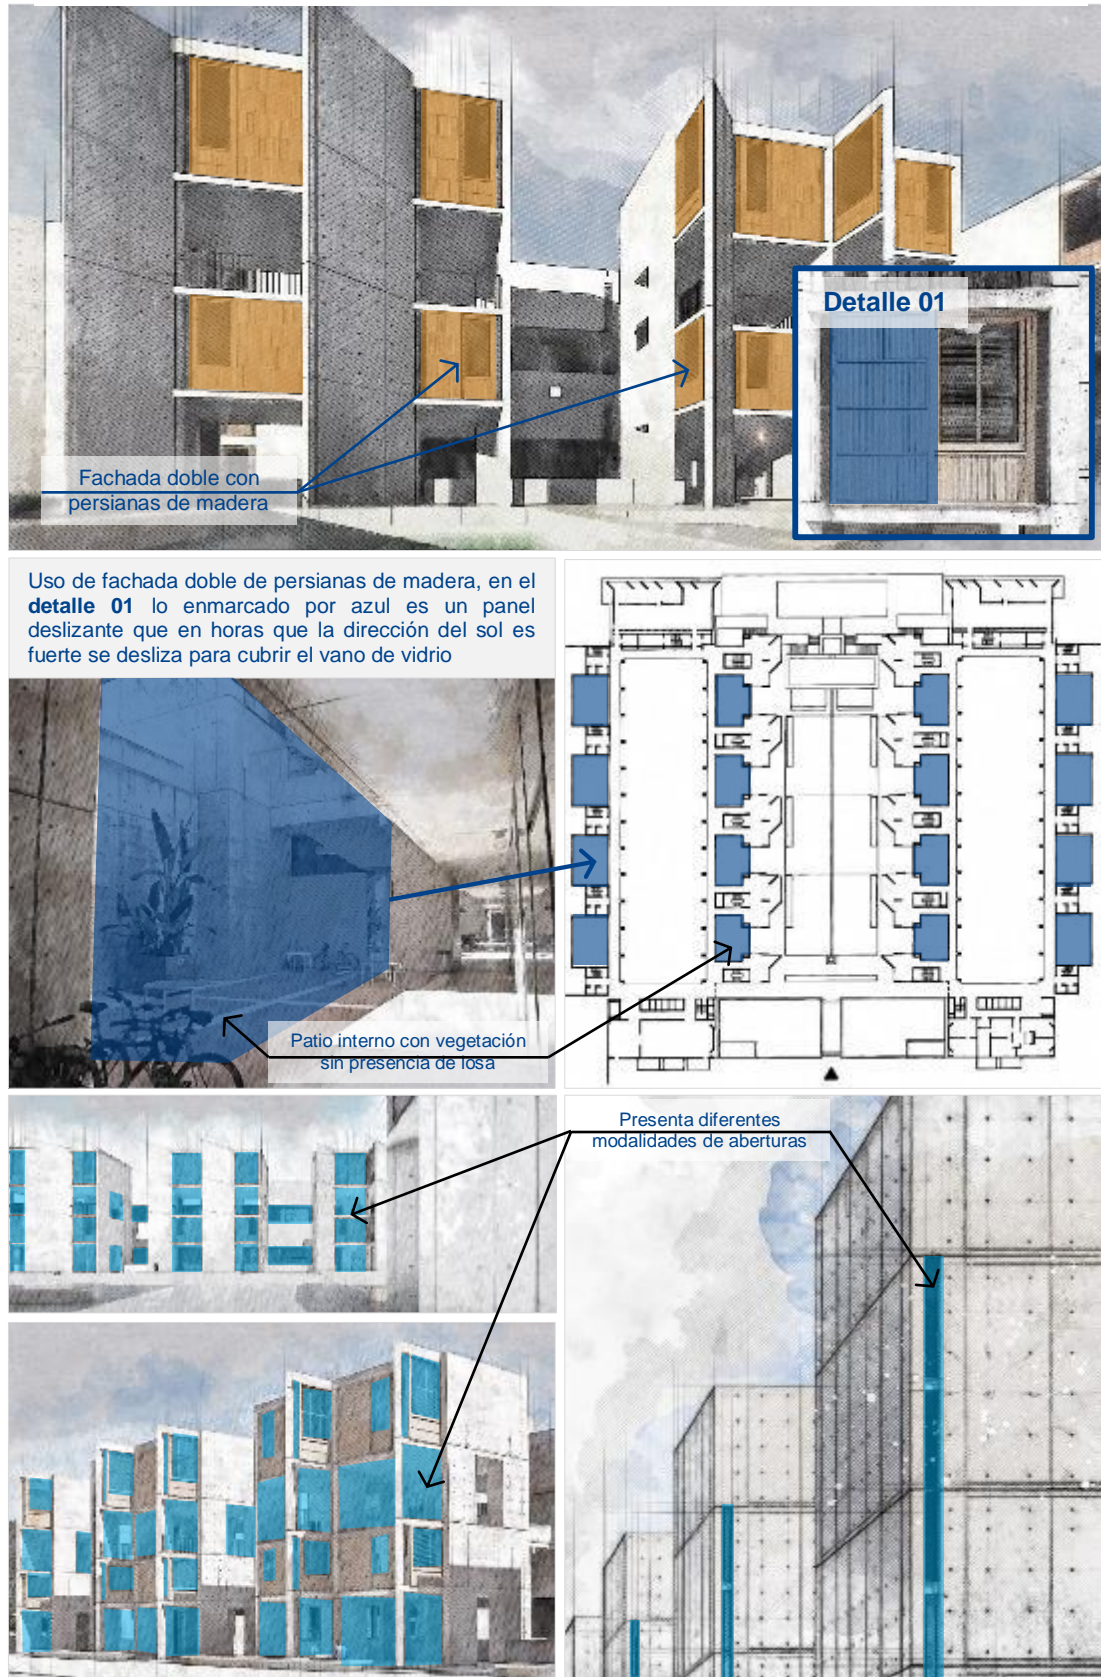 Detalle 01
Fachada doble con
persianas de madera
Uso de fachada doble de persianas de madera, en el
detalle 01 lo enmarcado por azul es un panel
deslizante que en horas que la dirección del sol es
fuerte se desliza para cubrir el vano de vidrio
Patio interno con vegetación
sin presencia de losa
Presenta diferentes
modalidades de aberturas